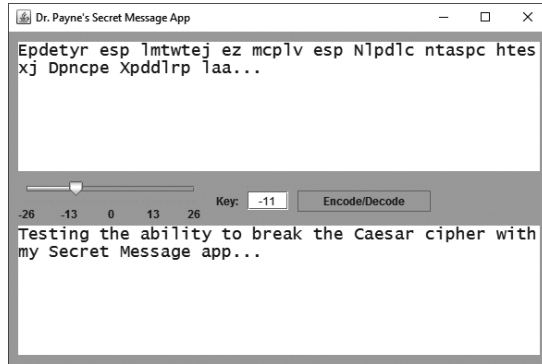 Dr. Payne's Secret Message App
Epdetyr esp lmtwtej ez mcplv esp Nlpdlc ntaspc htes
xj Dpncpe Xpddlrp laa...
-26 -13 0 13 26
Key: -11 Encode/Decode
Testing the ability to break the Caesar cipher with
my Secret Message app...